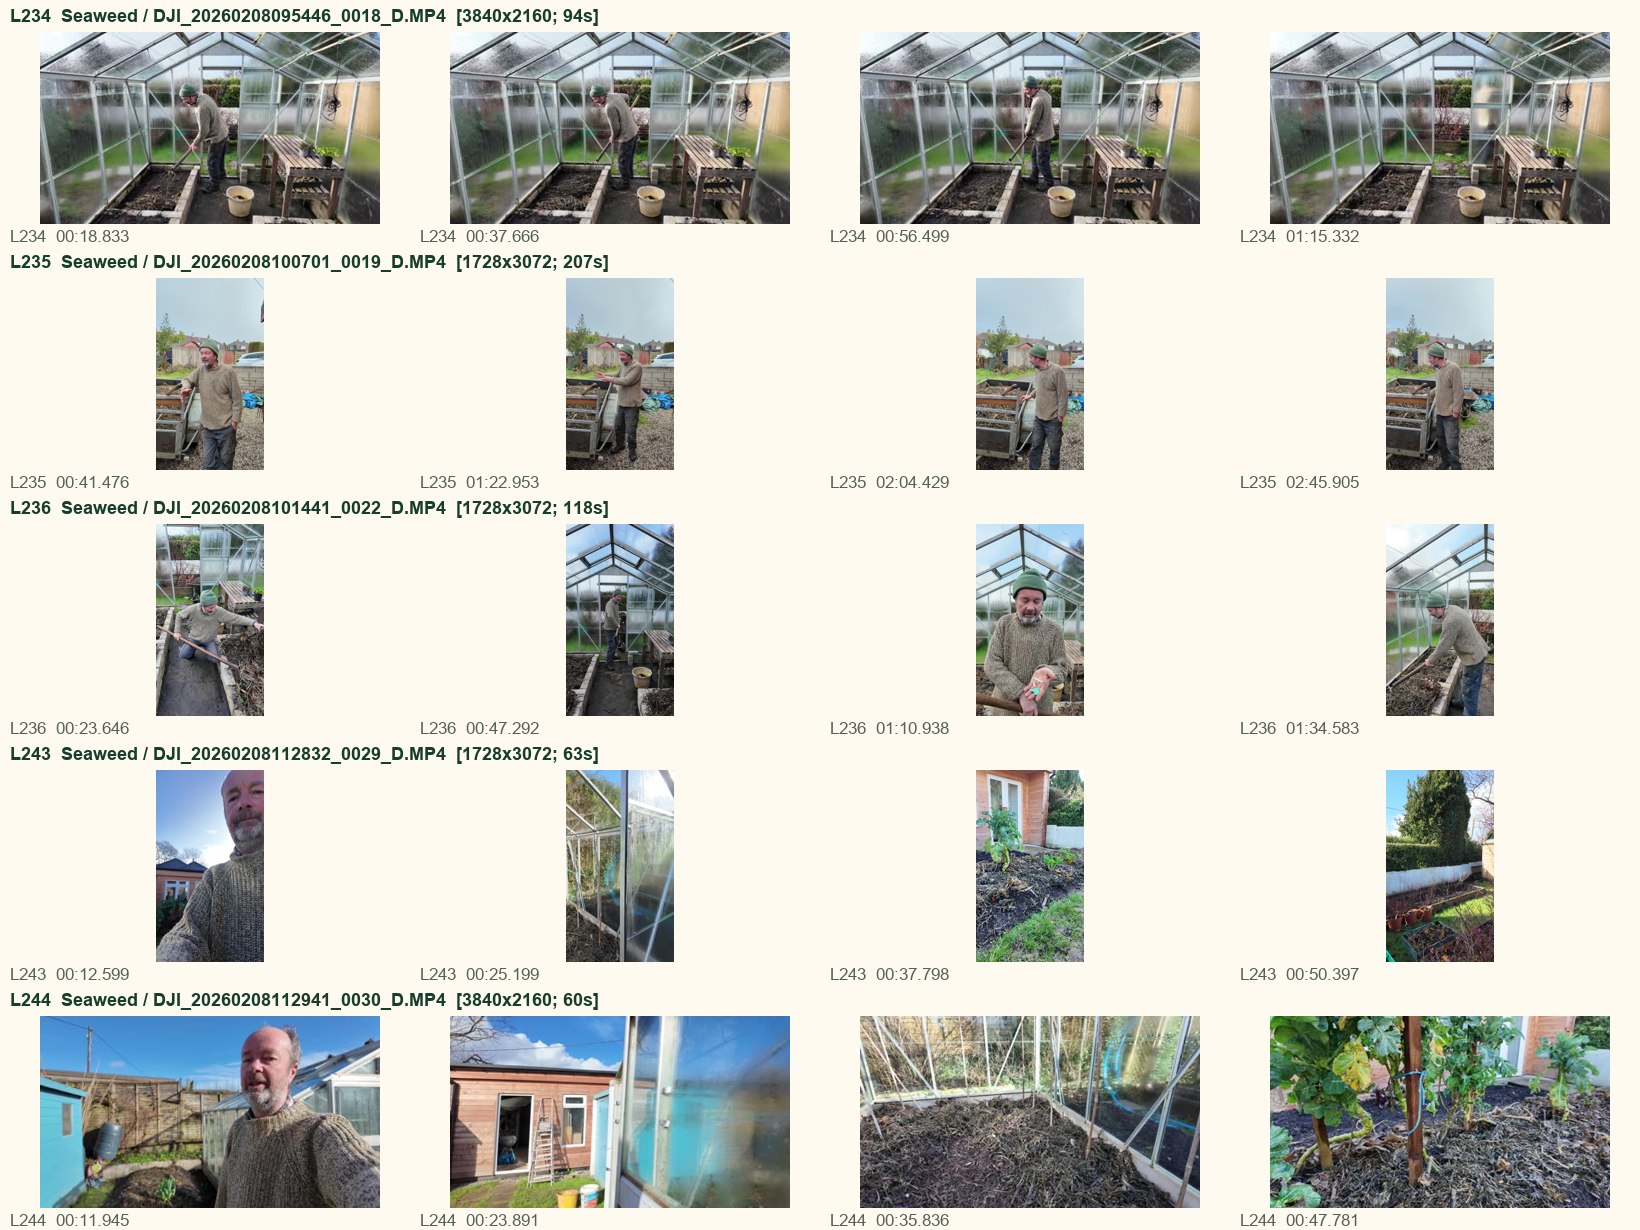 L234 Seaweed / DJI_20260208095446_0018_D.MP4 [3840x2160; 94s]
L234 00:18.833
L234 00:37.666
L234 00:56.499
L234 01:15.332
L235 Seaweed / DJI_20260208100701_0019_D.MP4 [1728x3072; 207s]
L235 00:41.476
L235 01:22.953
L235 02:04.429
L235 02:45.905
L236 Seaweed / DJI_20260208101441_0022_D.MP4 [1728x3072; 118s]
L236 00:23.646
L236 00:47.292
L236 01:10.938
L236 01:34.583
L243 Seaweed / DJI_20260208112832_0029_D.MP4 [1728x3072; 63s]
L243 00:12.599
L243 00:25.199
L243 00:37.798
L243 00:50.397
L244 Seaweed / DJI_20260208112941_0030_D.MP4 [3840x2160; 60s]
L244 00:11.945
L244 00:23.891
L244 00:35.836
L244 00:47.781